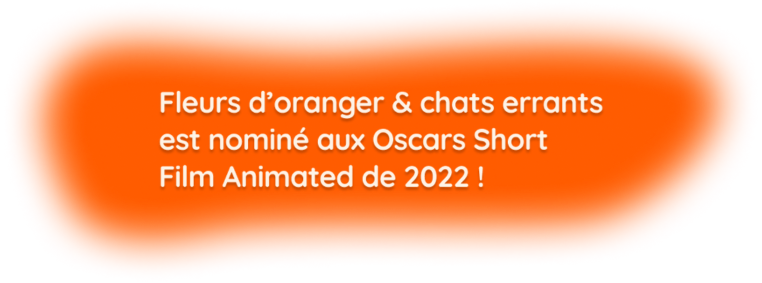 Fleurs d’oranger & chats errants
est nominé aux Oscars Short
Film Animated de 2022 !